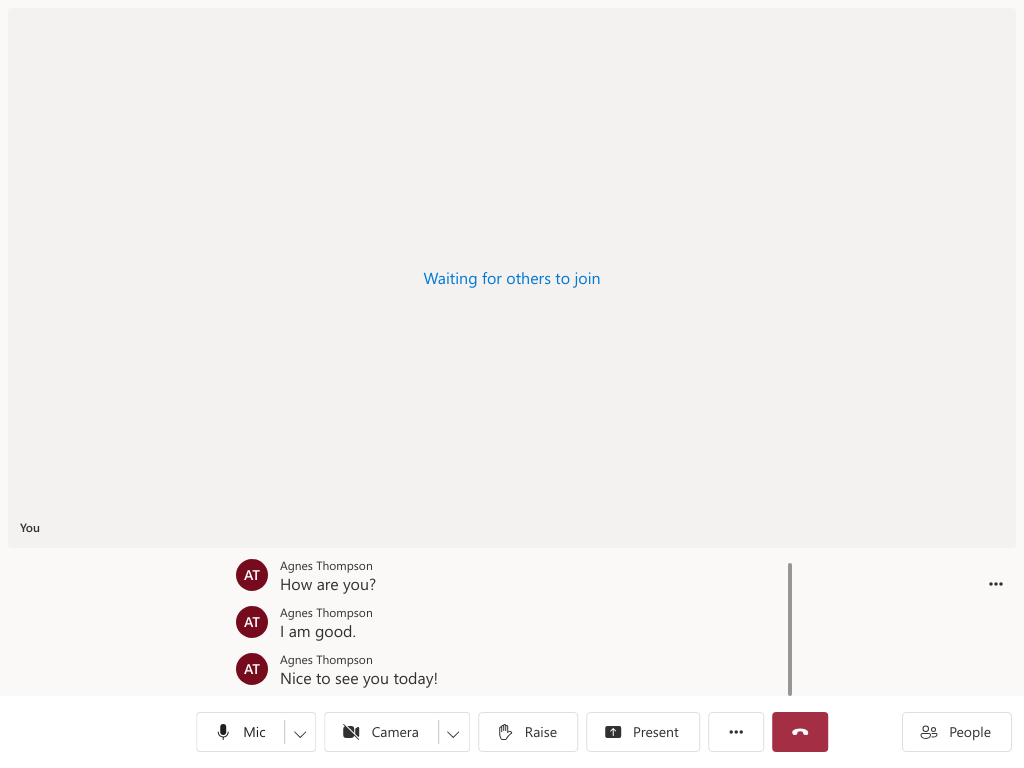 Waiting for others to join
You
AT
Agnes Thompson
How are you?
AT
Agnes Thompson
I am good.
AT
Agnes Thompson
Nice to see you today!
Mic
Camera
Raise
Present
People